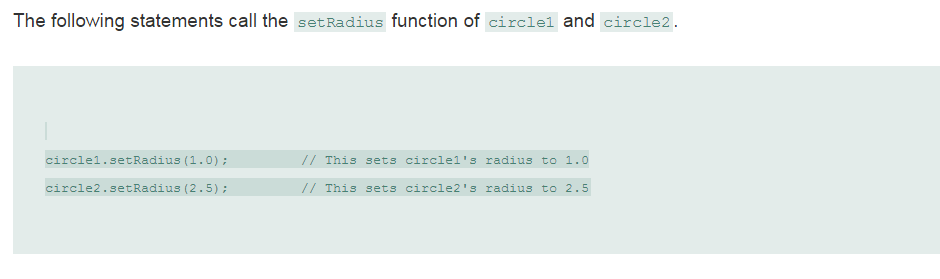 The following statements call the setRadius function of circle1 and circle2.
circle1.setRadius(1.0); // This sets circle1's radius to 1.0
circle2.setRadius(2.5); // This sets circle2's radius to 2.5